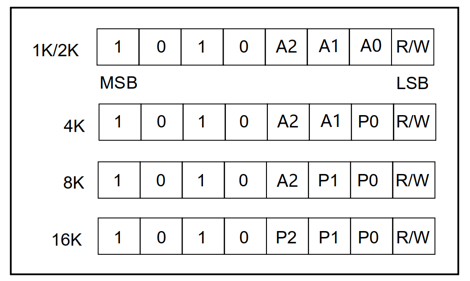 1K/2K 1 0 1 0 A2 A1 A0 R/W
MSB LSB
4K 1 0 1 0 A2 A1 P0 R/W
8K 1 0 1 0 A2 P1 P0 R/W
16K 1 0 1 0 P2 P1 P0 R/W